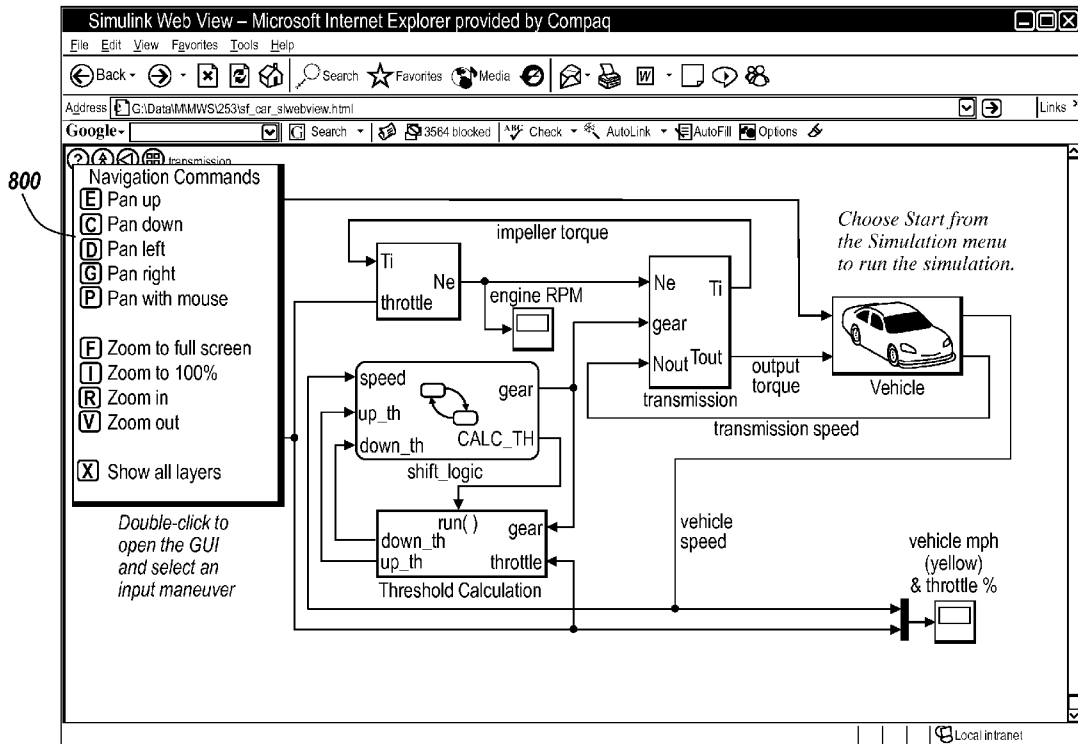 Simulink Web View – Microsoft Internet Explorer provided by Compaq
File Edit View Favorites Tools Help
Back Search Favorites Media W
Address G:\Data\M\MWS\253\sf_car_slwebview.html Links
Google G Search 3564 blocked ABC Check AutoLink AutoFill Options
? transmission
800
Navigation Commands
E Pan up
C Pan down
D Pan left
G Pan right
P Pan with mouse
F Zoom to full screen
I Zoom to 100%
R Zoom in
V Zoom out
X Show all layers
Double-click to
open the GUI
and select an
input maneuver
impeller torque
Ti
Ne
throttle
engine RPM
Ne
Ti
gear
Nout
Tout
transmission
output
torque
Choose Start from
the Simulation menu
to run the simulation.
Vehicle
transmission speed
speed
gear
up_th
down_th
CALC_TH
shift_logic
run( )
gear
down_th
up_th
throttle
Threshold Calculation
vehicle
speed
vehicle mph
(yellow)
& throttle %
Local intranet